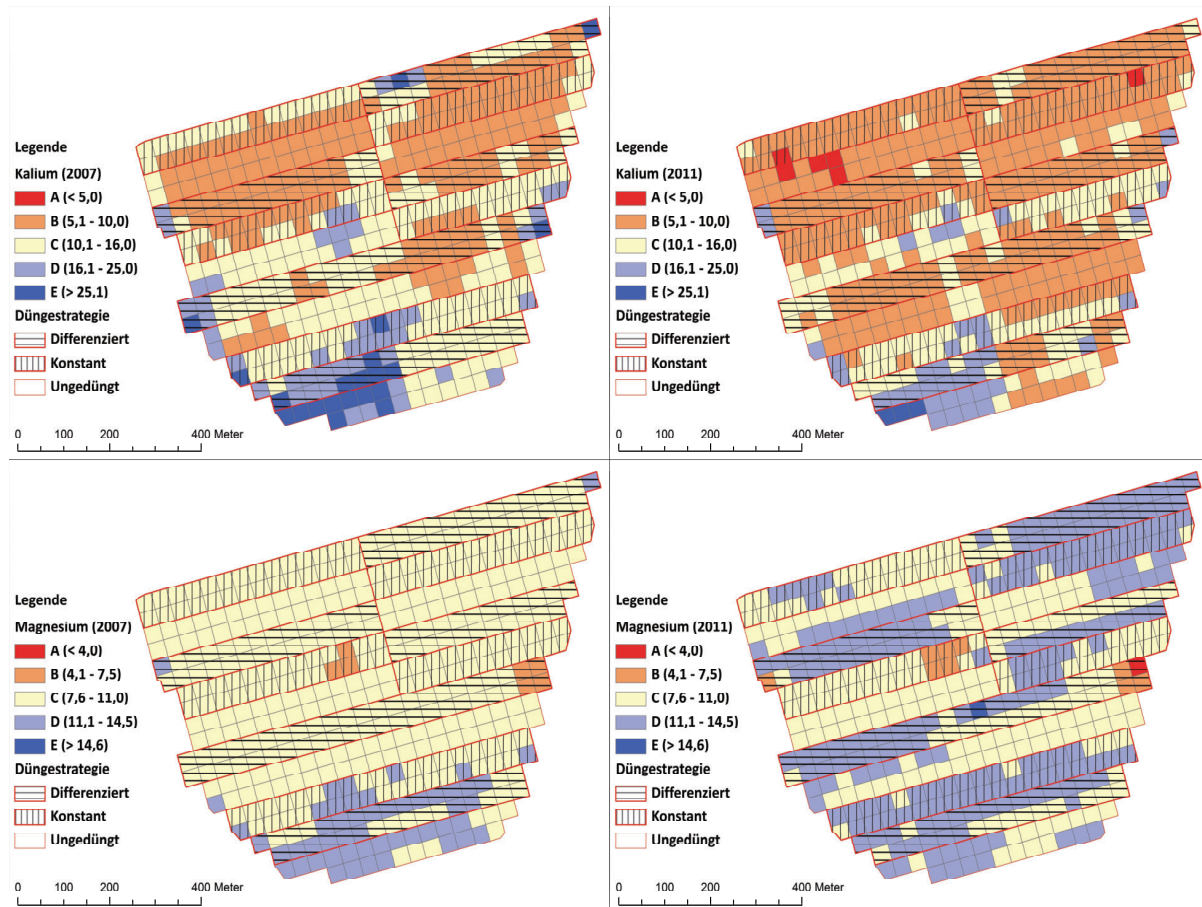 Legende
Kalium (2007)
A (< 5,0)
B (5,1 - 10,0)
C (10,1 - 16,0)
D (16,1 - 25,0)
E (> 25,1)
Düngestrategie
Differenziert
Konstant
Ungedüngt
0 100 200 400 Meter
Legende
Kalium (2011)
A (< 5,0)
B (5,1 - 10,0)
C (10,1 - 16,0)
D (16,1 - 25,0)
E (> 25,1)
Düngestrategie
Differenziert
Konstant
Ungedüngt
0 100 200 400 Meter
Legende
Magnesium (2007)
A (< 4,0)
B (4,1 - 7,5)
C (7,6 - 11,0)
D (11,1 - 14,5)
E (> 14,6)
Düngestrategie
Differenziert
Konstant
Ungedüngt
0 100 200 400 Meter
Legende
Magnesium (2011)
A (< 4,0)
B (4,1 - 7,5)
C (7,6 - 11,0)
D (11,1 - 14,5)
E (> 14,6)
Düngestrategie
Differenziert
Konstant
Ungedüngt
0 100 200 400 Meter